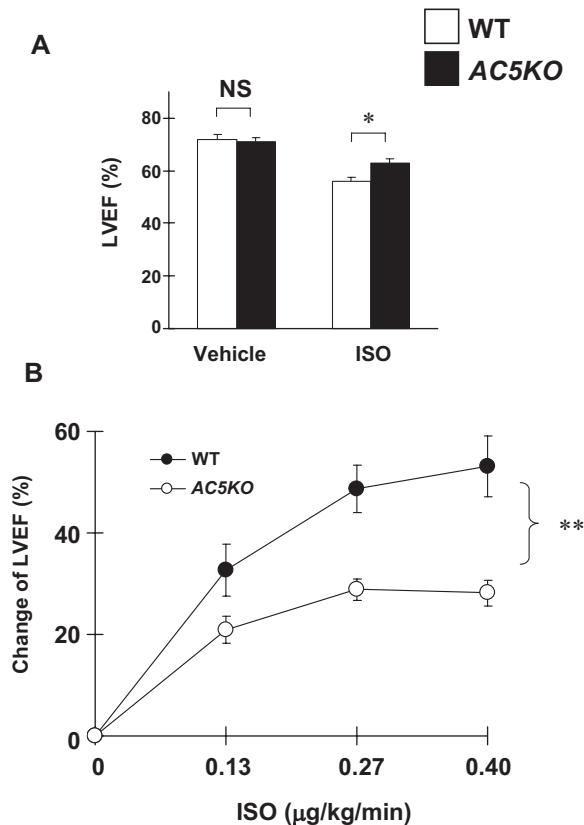 WT
A
AC5KO
NS
*
80
60
40
20
0
LVEF (%)
Vehicle ISO
B
60
40
20
0
Change of LVEF (%)
WT
AC5KO
**
0 0.13 0.27 0.40
ISO (μg/kg/min)